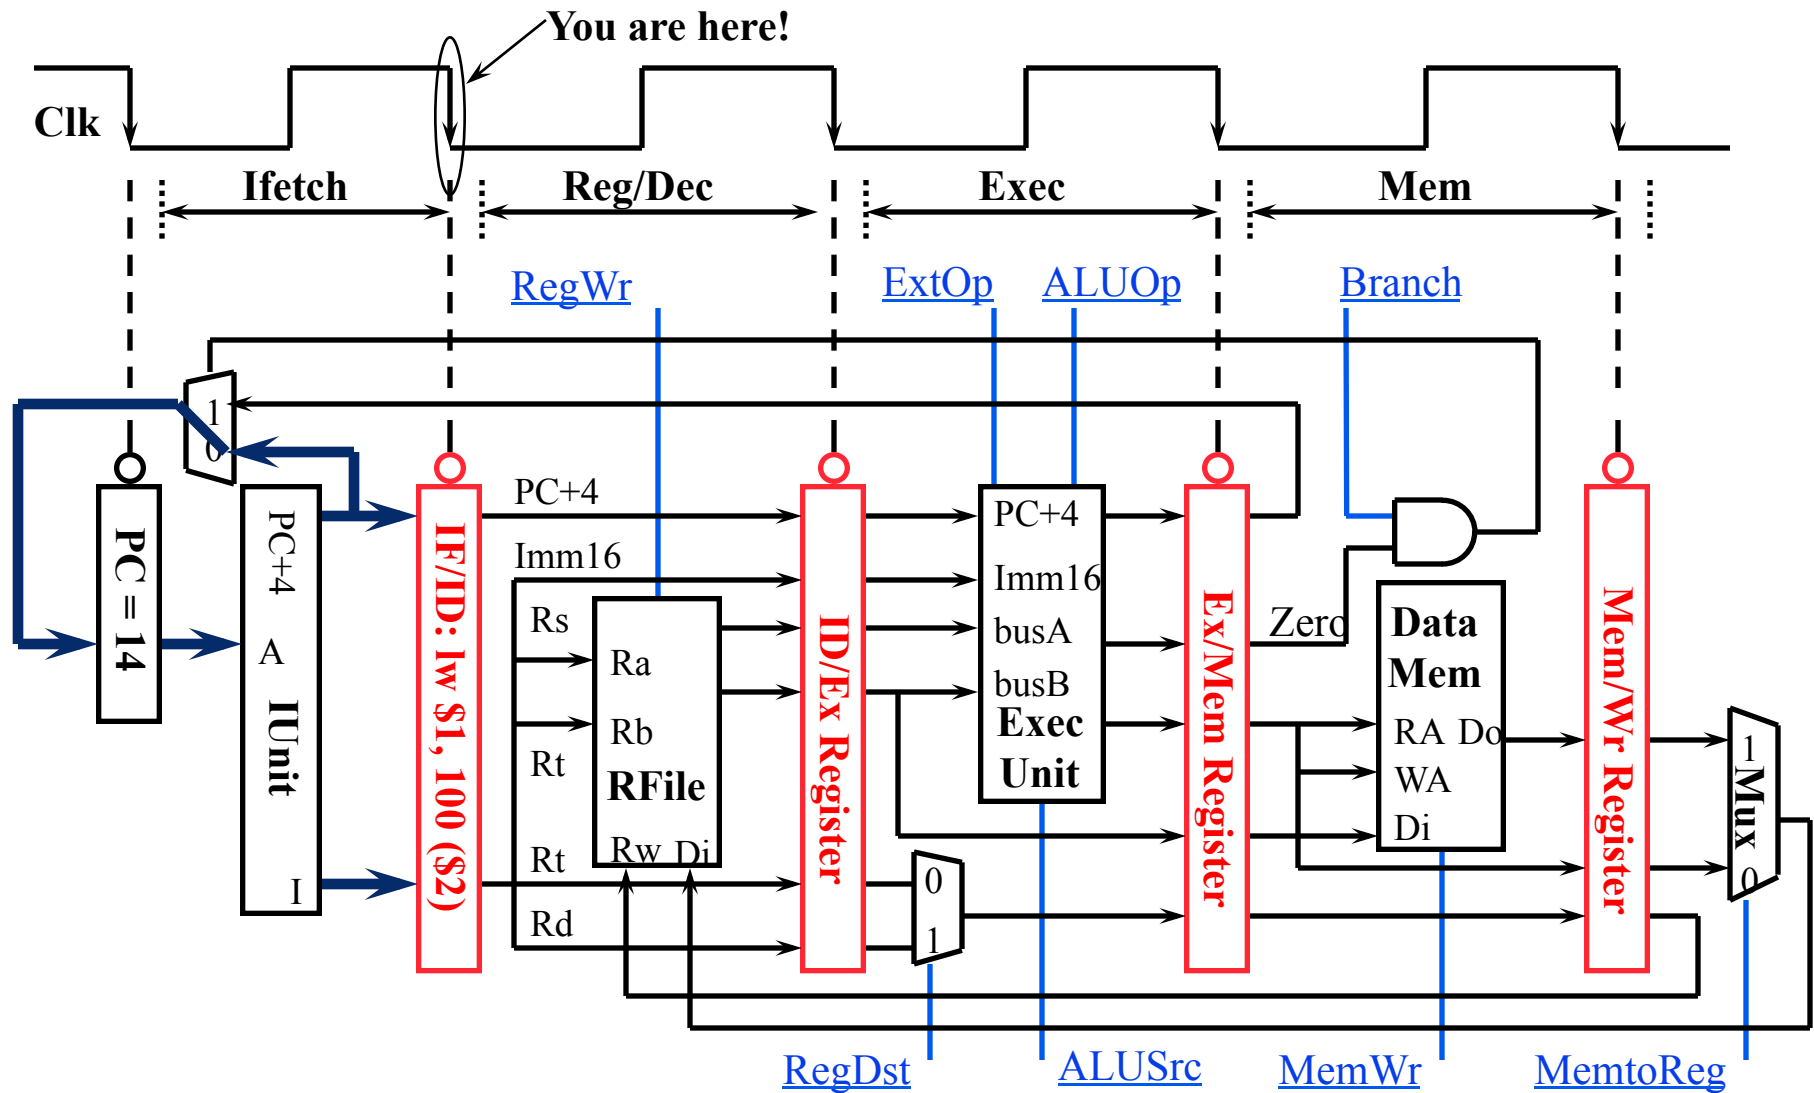 You are here!
Clk
Ifetch
Reg/Dec
Exec
Mem
RegWr
ExtOp
ALUOp
Branch
1
0
PC = 14
PC+4
A
IUnit
I
IF/ID: lw $1, 100 ($2)
PC+4
Imm16
Rs
Ra
Rb
Rt
RFile
Rw Di
Rt
Rd
ID/Ex Register
0
1
PC+4
Imm16
busA
busB
Exec
Unit
Ex/Mem Register
Zero
Data
Mem
RA Do
WA
Di
Mem/Wr Register
1
Mux
0
RegDst
ALUSrc
MemWr
MemtoReg